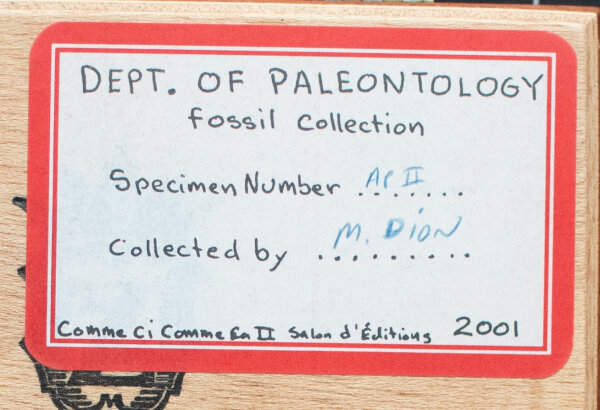 DEPT. OF PALEONTOLOGY
Fossil Collection
Specimen Number AP II
Collected by M. DION
Comme Ci Comme Ça II Salon d'Éditions 2001